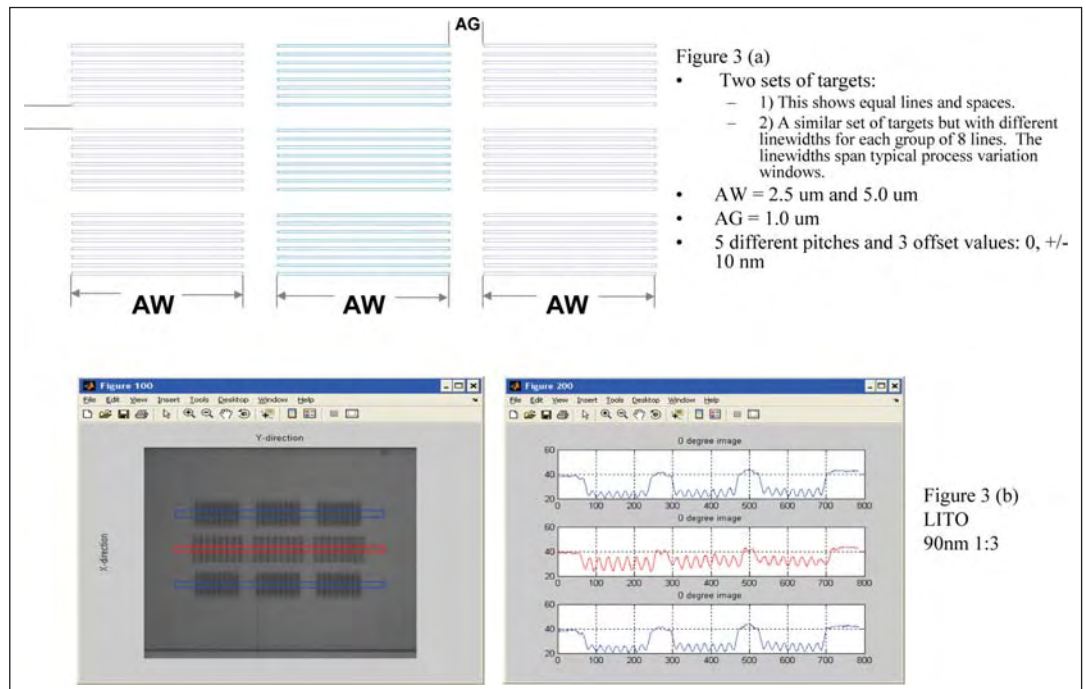 AG
AW
AW
AW
Figure 3 (a)
• Two sets of targets:
– 1) This shows equal lines and spaces.
– 2) A similar set of targets but with different
linewidths for each group of 8 lines. The
linewidths span typical process variation
windows.
• AW = 2.5 um and 5.0 um
• AG = 1.0 um
• 5 different pitches and 3 offset values: 0, +/-
10 nm
Figure 100
File Edit View Insert Tools Desktop Window Help
Y-direction
X-direction
Figure 200
File Edit View Insert Tools Desktop Window Help
0 degree image
60
40
20
0 100 200 300 400 500 600 700 800
0 degree image
60
40
20
0 100 200 300 400 500 600 700 800
0 degree image
60
40
20
0 100 200 300 400 500 600 700 800
Figure 3 (b)
LITO
90nm 1:3